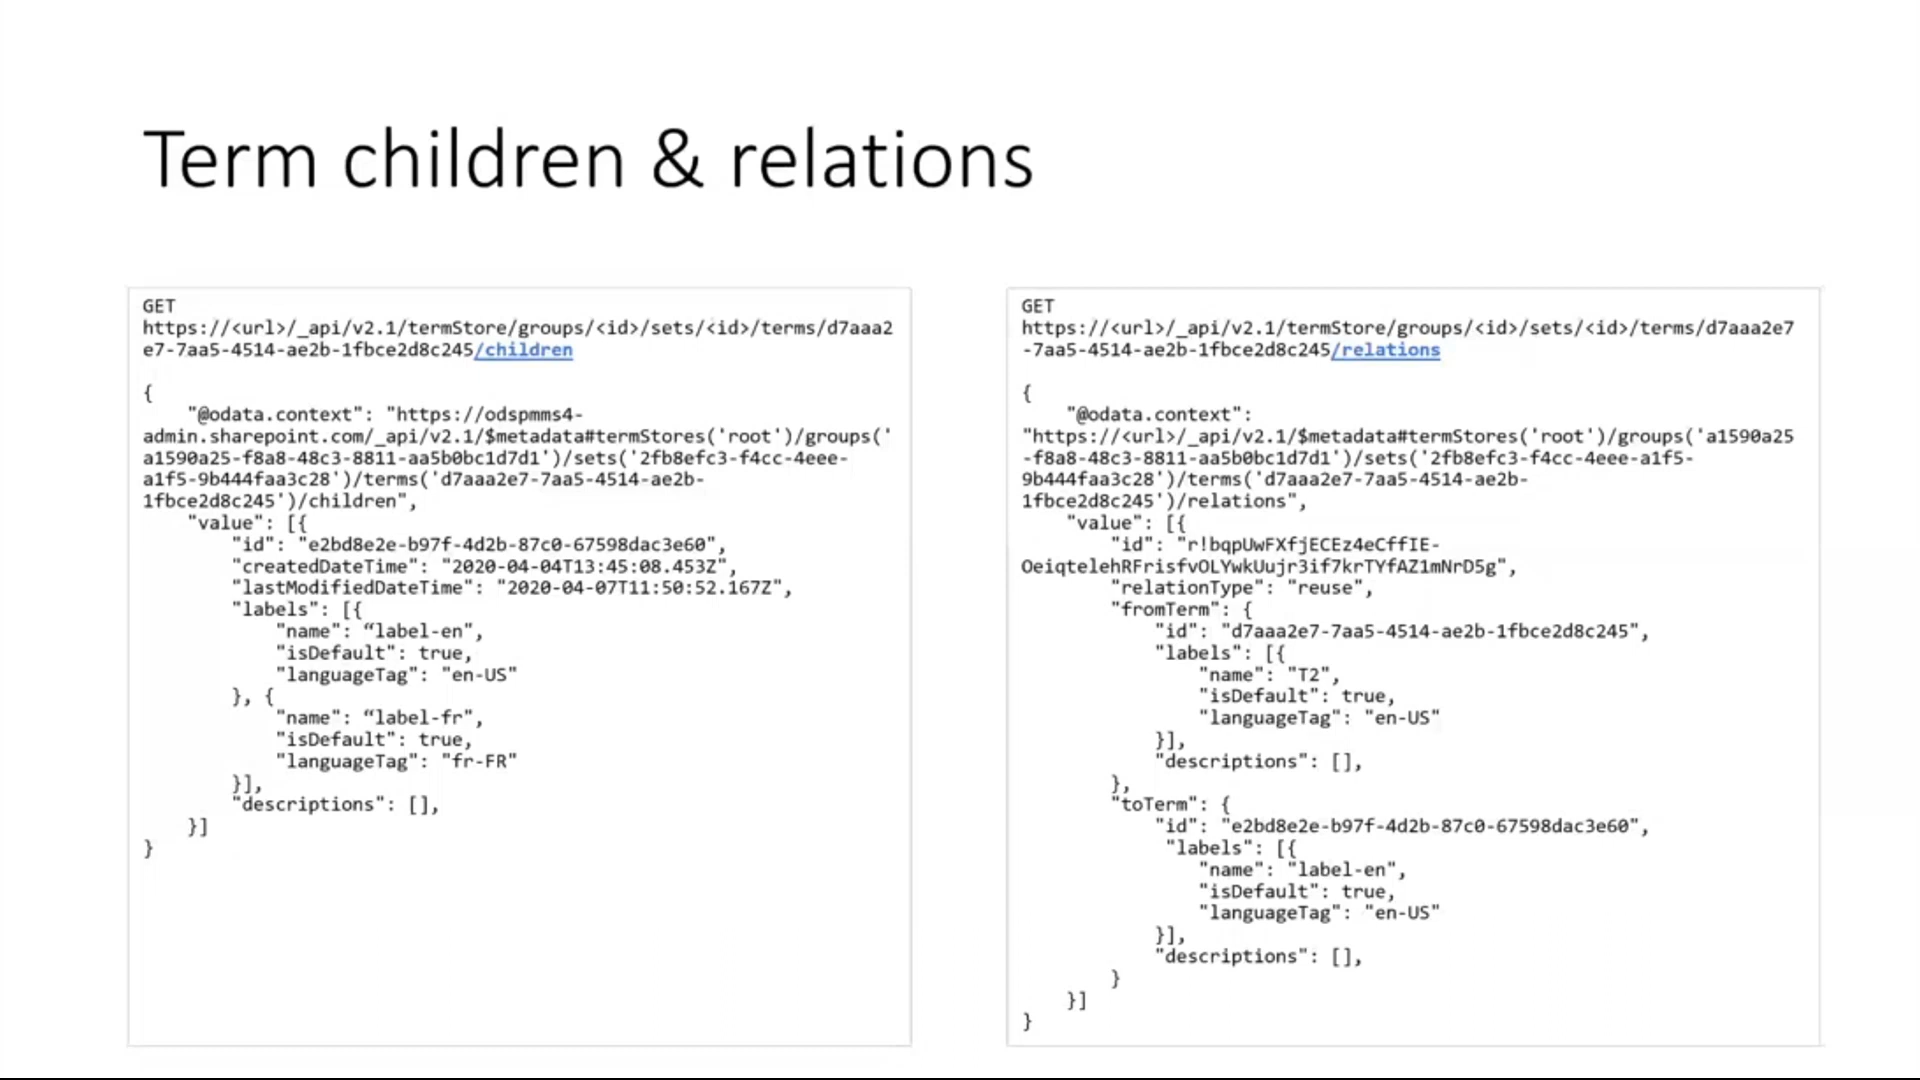 Term children & relations
GET
https://<url>/_api/v2.1/termStore/groups/<id>/sets/<id>/terms/d7aaa2
e7-7aa5-4514-ae2b-1fbce2d8c245/children
{
"@odata.context": "https://odspmms4-
admin.sharepoint.com/_api/v2.1/$metadata#termStores('root')/groups('
a1590a25-f8a8-48c3-8811-aa5b0bc1d7d1')/sets('2fb8efc3-f4cc-4eee-
a1f5-9b444faa3c28')/terms('d7aaa2e7-7aa5-4514-ae2b-
1fbce2d8c245')/children",
"value": [{
"id": "e2bd8e2e-b97f-4d2b-87c0-67598dac3e60",
"createdDateTime": "2020-04-04T13:45:08.453Z",
"lastModifiedDateTime": "2020-04-07T11:50:52.167Z",
"labels": [{
"name": “label-en",
"isDefault": true,
"languageTag": "en-US"
}, {
"name": “label-fr",
"isDefault": true,
"languageTag": "fr-FR"
}],
"descriptions": [],
}]
}
GET
https://<url>/_api/v2.1/termStore/groups/<id>/sets/<id>/terms/d7aaa2e7
-7aa5-4514-ae2b-1fbce2d8c245/relations
{
"@odata.context":
"https://<url>/_api/v2.1/$metadata#termStores('root')/groups('a1590a25
-f8a8-48c3-8811-aa5b0bc1d7d1')/sets('2fb8efc3-f4cc-4eee-a1f5-
9b444faa3c28')/terms('d7aaa2e7-7aa5-4514-ae2b-
1fbce2d8c245')/relations",
"value": [{
"id": "r!bqpUwFXfjECEz4eCffIE-
OeiqtelehRFrisfvOLYwkUujr3if7krTYfAZ1mNrD5g",
"relationType": "reuse",
"fromTerm": {
"id": "d7aaa2e7-7aa5-4514-ae2b-1fbce2d8c245",
"labels": [{
"name": "T2",
"isDefault": true,
"languageTag": "en-US"
}],
"descriptions": [],
},
"toTerm": {
"id": "e2bd8e2e-b97f-4d2b-87c0-67598dac3e60",
"labels": [{
"name": "label-en",
"isDefault": true,
"languageTag": "en-US"
}],
"descriptions": [],
}
}]
}